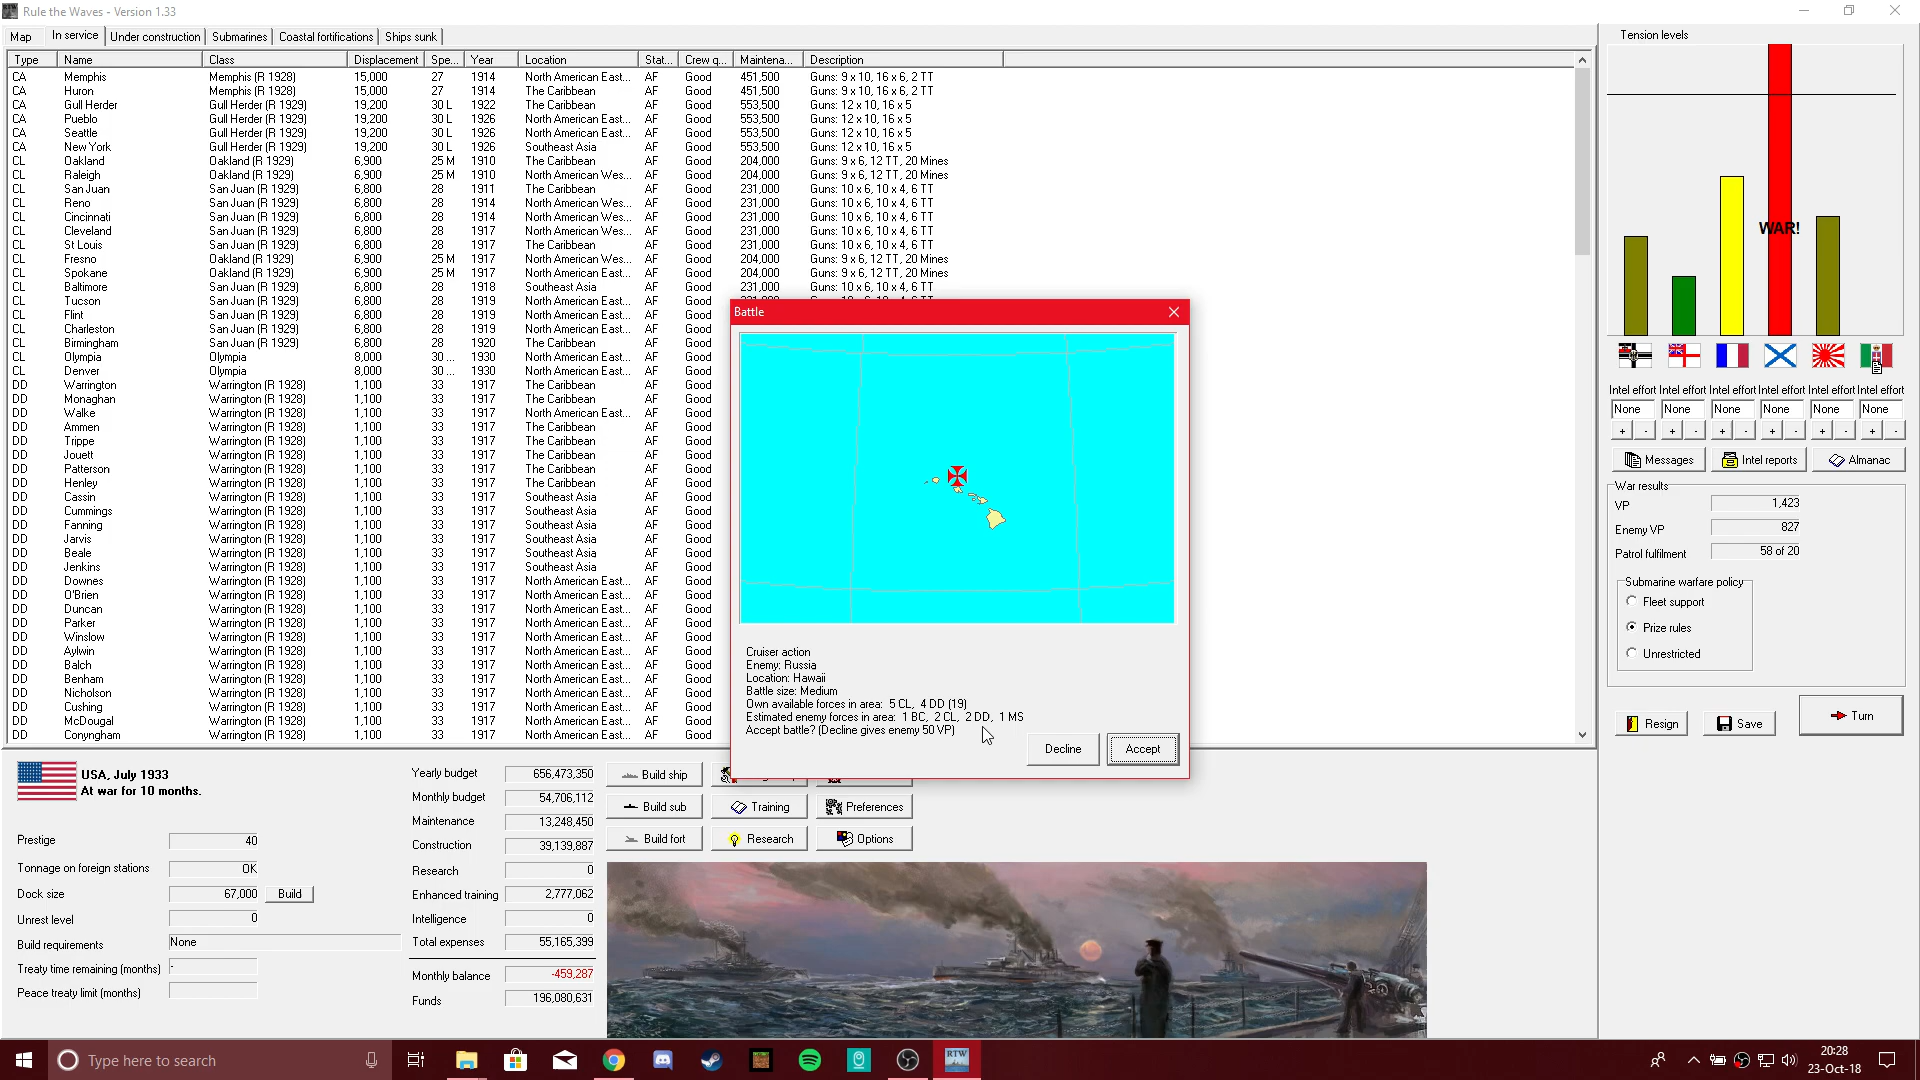 Rule the Waves - Version 1.33
Map In service Under construction Submarines Coastal fortifications Ships sunk
Type Name Class Displacement Spe... Year Location Stat... Crew q... Maintena... Description
CA Memphis Memphis (R 1928) 15,000 27 1914 North American East... AF Good 451,500 Guns: 9 x 10, 16 x 6, 2 TT
CA Huron Memphis (R 1928) 15,000 27 1914 The Caribbean AF Good 451,500 Guns: 9 x 10, 16 x 6, 2 TT
CA Gull Herder Gull Herder (R 1929) 19,200 30 L 1922 The Caribbean AF Good 553,500 Guns: 12 x 10, 16 x 5
CA Pueblo Gull Herder (R 1929) 19,200 30 L 1926 North American East... AF Good 553,500 Guns: 12 x 10, 16 x 5
CA Seattle Gull Herder (R 1929) 19,200 30 L 1926 North American East... AF Good 553,500 Guns: 12 x 10, 16 x 5
CA New York Gull Herder (R 1929) 19,200 30 L 1926 Southeast Asia AF Good 553,500 Guns: 12 x 10, 16 x 5
CL Oakland Oakland (R 1929) 6,900 25 M 1910 The Caribbean AF Good 204,000 Guns: 9 x 6, 12 TT, 20 Mines
CL Raleigh Oakland (R 1929) 6,900 25 M 1910 North American Wes... AF Good 204,000 Guns: 9 x 6, 12 TT, 20 Mines
CL San Juan San Juan (R 1929) 6,800 28 1911 The Caribbean AF Good 231,000 Guns: 10 x 6, 10 x 4, 6 TT
CL Reno San Juan (R 1929) 6,800 28 1914 North American Wes... AF Good 231,000 Guns: 10 x 6, 10 x 4, 6 TT
CL Cincinnati San Juan (R 1929) 6,800 28 1914 North American Wes... AF Good 231,000 Guns: 10 x 6, 10 x 4, 6 TT
CL Cleveland San Juan (R 1929) 6,800 28 1917 North American Wes... AF Good 231,000 Guns: 10 x 6, 10 x 4, 6 TT
CL St Louis San Juan (R 1929) 6,800 28 1917 The Caribbean AF Good 231,000 Guns: 10 x 6, 10 x 4, 6 TT
CL Fresno Oakland (R 1929) 6,900 25 M 1917 North American Wes... AF Good 204,000 Guns: 9 x 6, 12 TT, 20 Mines
CL Spokane Oakland (R 1929) 6,900 25 M 1917 North American East... AF Good 204,000 Guns: 9 x 6, 12 TT, 20 Mines
CL Baltimore San Juan (R 1929) 6,800 28 1918 Southeast Asia AF Good 231,000 Guns: 10 x 6, 10 x 4, 6 TT
CL Tucson San Juan (R 1929) 6,800 28 1919 North American East... AF Good
CL Flint San Juan (R 1929) 6,800 28 1919 North American East... AF Good
CL Charleston San Juan (R 1929) 6,800 28 1919 North American East... AF Good
CL Birmingham San Juan (R 1929) 6,800 28 1920 The Caribbean AF Good
CL Olympia Olympia 8,000 30 ... 1930 North American East... AF Good
CL Denver Olympia 8,000 30 ... 1930 North American East... AF Good
DD Warrington Warrington (R 1928) 1,100 33 1917 The Caribbean AF Good
DD Monaghan Warrington (R 1928) 1,100 33 1917 The Caribbean AF Good
DD Walke Warrington (R 1928) 1,100 33 1917 North American East... AF Good
DD Ammen Warrington (R 1928) 1,100 33 1917 The Caribbean AF Good
DD Trippe Warrington (R 1928) 1,100 33 1917 The Caribbean AF Good
DD Jouett Warrington (R 1928) 1,100 33 1917 The Caribbean AF Good
DD Patterson Warrington (R 1928) 1,100 33 1917 The Caribbean AF Good
DD Henley Warrington (R 1928) 1,100 33 1917 The Caribbean AF Good
DD Cassin Warrington (R 1928) 1,100 33 1917 Southeast Asia AF Good
DD Cummings Warrington (R 1928) 1,100 33 1917 Southeast Asia AF Good
DD Fanning Warrington (R 1928) 1,100 33 1917 Southeast Asia AF Good
DD Jarvis Warrington (R 1928) 1,100 33 1917 Southeast Asia AF Good
DD Beale Warrington (R 1928) 1,100 33 1917 Southeast Asia AF Good
DD Jenkins Warrington (R 1928) 1,100 33 1917 Southeast Asia AF Good
DD Downes Warrington (R 1928) 1,100 33 1917 North American East... AF Good
DD O'Brien Warrington (R 1928) 1,100 33 1917 North American East... AF Good
DD Duncan Warrington (R 1928) 1,100 33 1917 North American East... AF Good
DD Parker Warrington (R 1928) 1,100 33 1917 North American East... AF Good
DD Winslow Warrington (R 1928) 1,100 33 1917 North American East... AF Good
DD Aylwin Warrington (R 1928) 1,100 33 1917 North American East... AF Good
DD Balch Warrington (R 1928) 1,100 33 1917 North American East... AF Good
DD Benham Warrington (R 1928) 1,100 33 1917 North American East... AF Good
DD Nicholson Warrington (R 1928) 1,100 33 1917 North American East... AF Good
DD Cushing Warrington (R 1928) 1,100 33 1917 North American East... AF Good
DD McDougal Warrington (R 1928) 1,100 33 1917 North American East... AF Good
DD Conyngham Warrington (R 1928) 1,100 33 1917 North American East... AF Good
Battle
Cruiser action
Enemy: Russia
Location: Hawaii
Battle size: Medium
Own available forces in area: 5 CL, 4 DD (19)
Estimated enemy forces in area: 1 BC, 2 CL, 2 DD, 1 MS
Accept battle? (Decline gives enemy 50 VP)
Decline Accept
Tension levels
WAR!
Intel effort Intel effort Intel effort Intel effort Intel effort Intel effort
None None None None None None
+ - + - + - + - + - + -
Messages Intel reports Almanac
War results
VP 1,423
Enemy VP 827
Patrol fulfilment 58 of 20
Submarine warfare policy
Fleet support
Prize rules
Unrestricted
Resign Save Turn
USA, July 1933
At war for 10 months.
Prestige 40
Tonnage on foreign stations OK
Dock size 67,000 Build
Unrest level 0
Build requirements None
Treaty time remaining (months) -
Peace treaty limit (months)
Yearly budget 656,473,350
Monthly budget 54,706,112
Maintenance 13,248,450
Construction 39,139,887
Research 0
Enhanced training 2,777,062
Intelligence 0
Total expenses 55,165,399
Monthly balance -459,287
Funds 196,080,631
Build ship
Build sub Training Preferences
Build fort Research Options
Type here to search
RTW
20:28
23-Oct-18